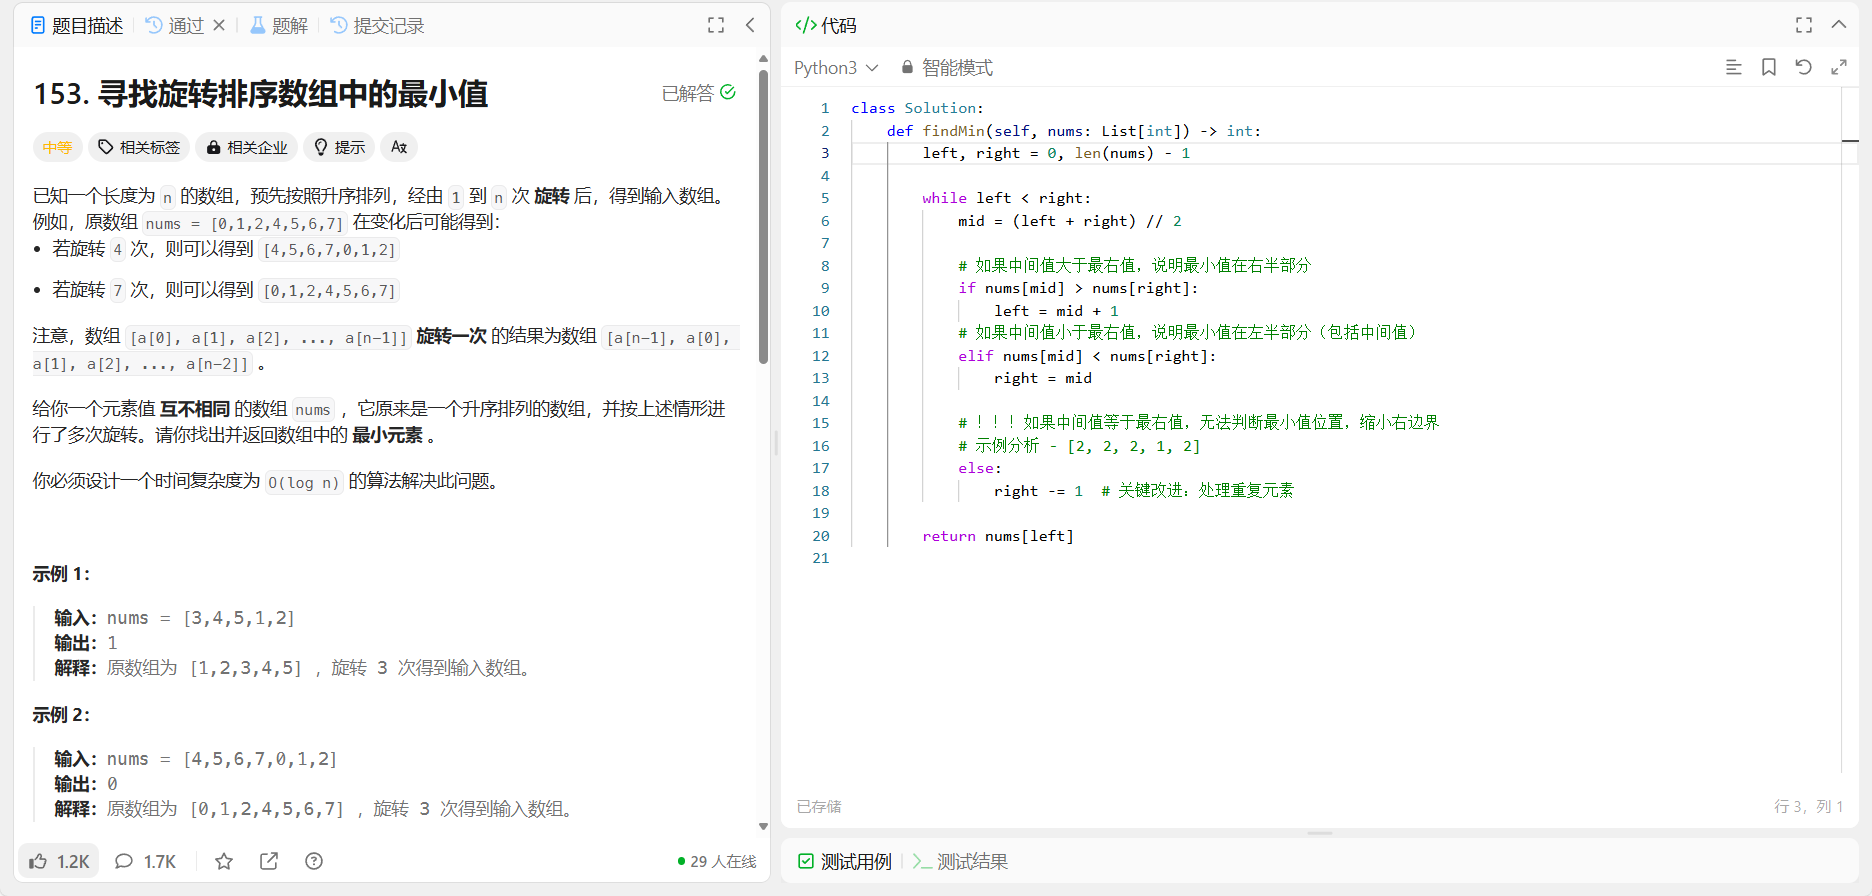 题目描述 通过 题解 提交记录
153. 寻找旋转排序数组中的最小值
已解答
中等 相关标签 相关企业 提示
已知一个长度为 n 的数组，预先按照升序排列，经由 1 到 n 次 旋转 后，得到输入数组。
例如，原数组 nums = [0,1,2,4,5,6,7] 在变化后可能得到：
• 若旋转 4 次，则可以得到 [4,5,6,7,0,1,2]
• 若旋转 7 次，则可以得到 [0,1,2,4,5,6,7]
注意，数组 [a[0], a[1], a[2], ..., a[n-1]] 旋转一次 的结果为数组 [a[n-1], a[0],
a[1], a[2], ..., a[n-2]] 。
给你一个元素值 互不相同 的数组 nums ，它原来是一个升序排列的数组，并按上述情形进
行了多次旋转。请你找出并返回数组中的 最小元素 。
你必须设计一个时间复杂度为 O(log n) 的算法解决此问题。
示例 1：
输入：nums = [3,4,5,1,2]
输出：1
解释：原数组为 [1,2,3,4,5] ，旋转 3 次得到输入数组。
示例 2：
输入：nums = [4,5,6,7,0,1,2]
输出：0
解释：原数组为 [0,1,2,4,5,6,7] ，旋转 3 次得到输入数组。
1.2K 1.7K 29 人在线
</> 代码
Python3 智能模式
1 class Solution:
2 def findMin(self, nums: List[int]) -> int:
3 left, right = 0, len(nums) - 1
4
5 while left < right:
6 mid = (left + right) // 2
7
8 # 如果中间值大于最右值，说明最小值在右半部分
9 if nums[mid] > nums[right]:
10 left = mid + 1
11 # 如果中间值小于最右值，说明最小值在左半部分（包括中间值）
12 elif nums[mid] < nums[right]:
13 right = mid
14
15 # ！！！如果中间值等于最右值，无法判断最小值位置，缩小右边界
16 # 示例分析 - [2, 2, 2, 1, 2]
17 else:
18 right -= 1 # 关键改进：处理重复元素
19
20 return nums[left]
21
已存储 行 3，列 1
测试用例 >_ 测试结果